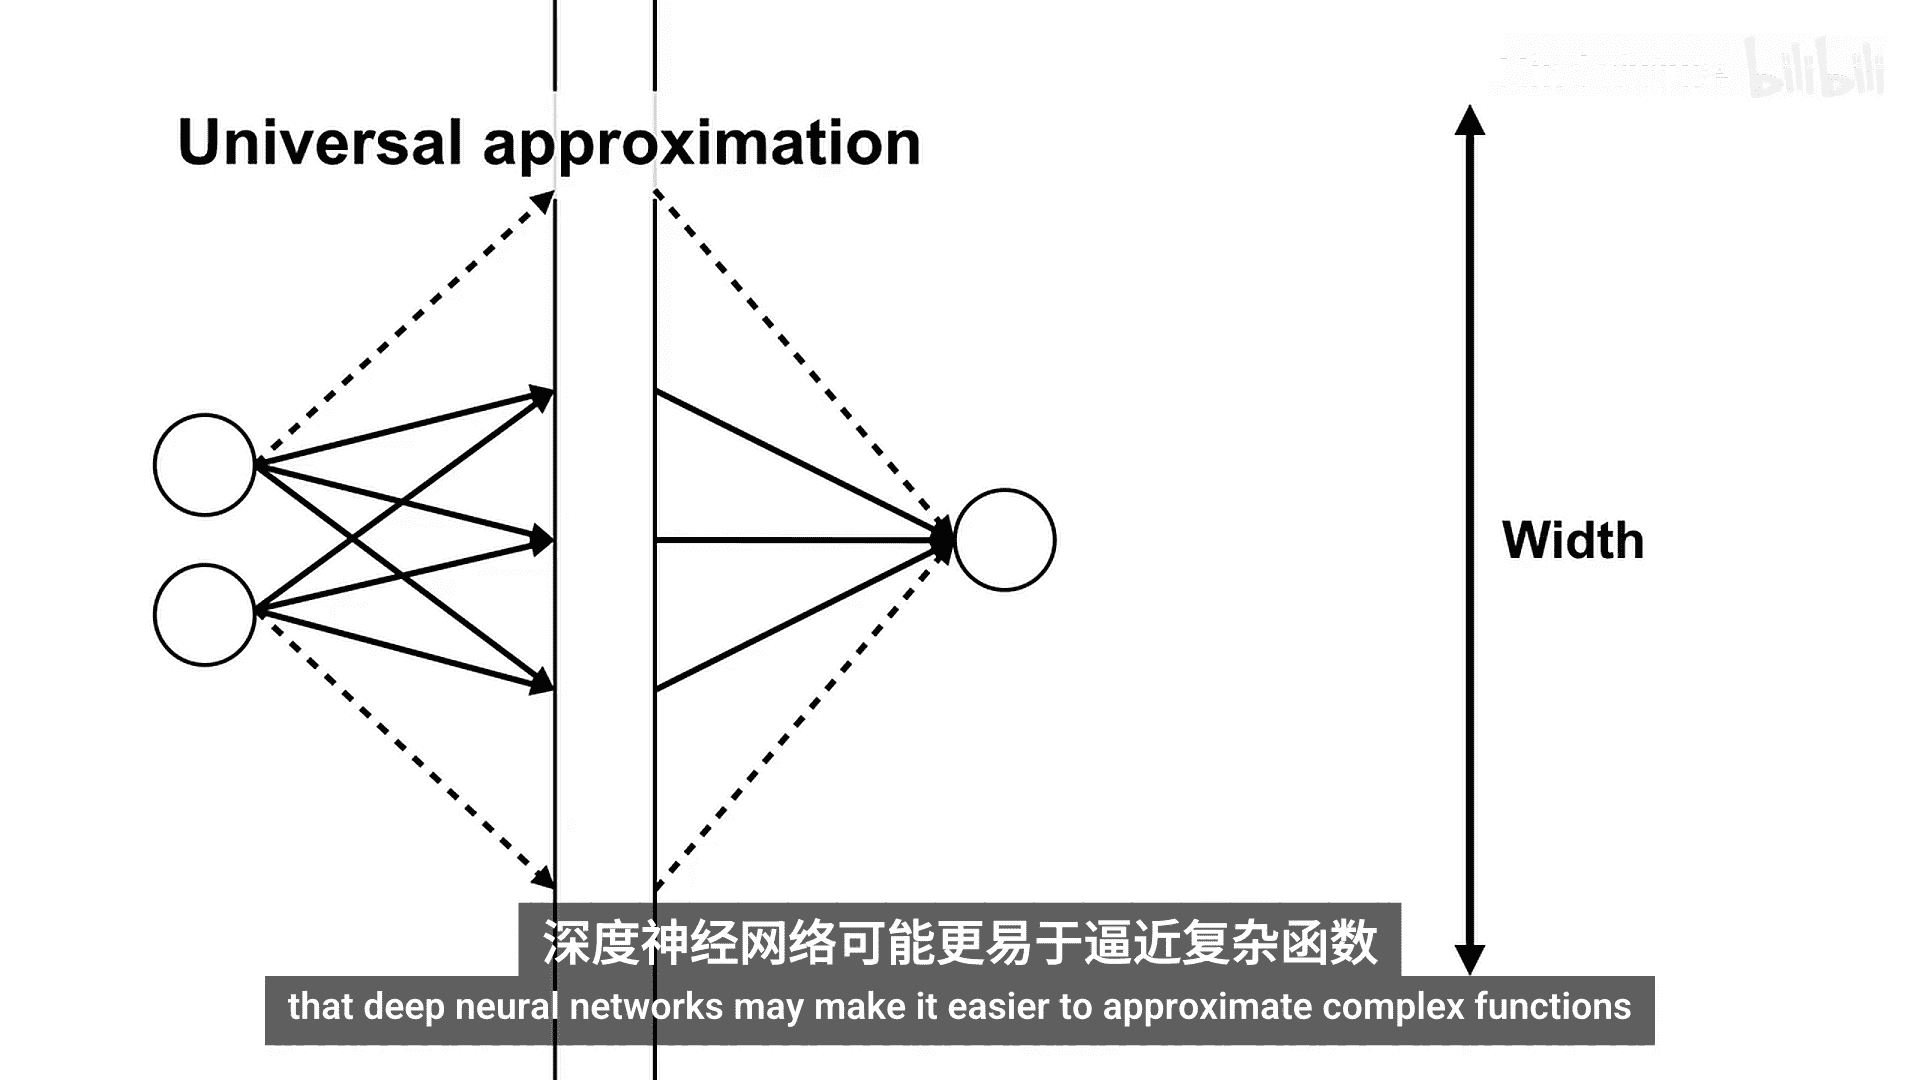 bilibili
Universal approximation
Width
深度神经网络可能更易于逼近复杂函数
that deep neural networks may make it easier to approximate complex functions